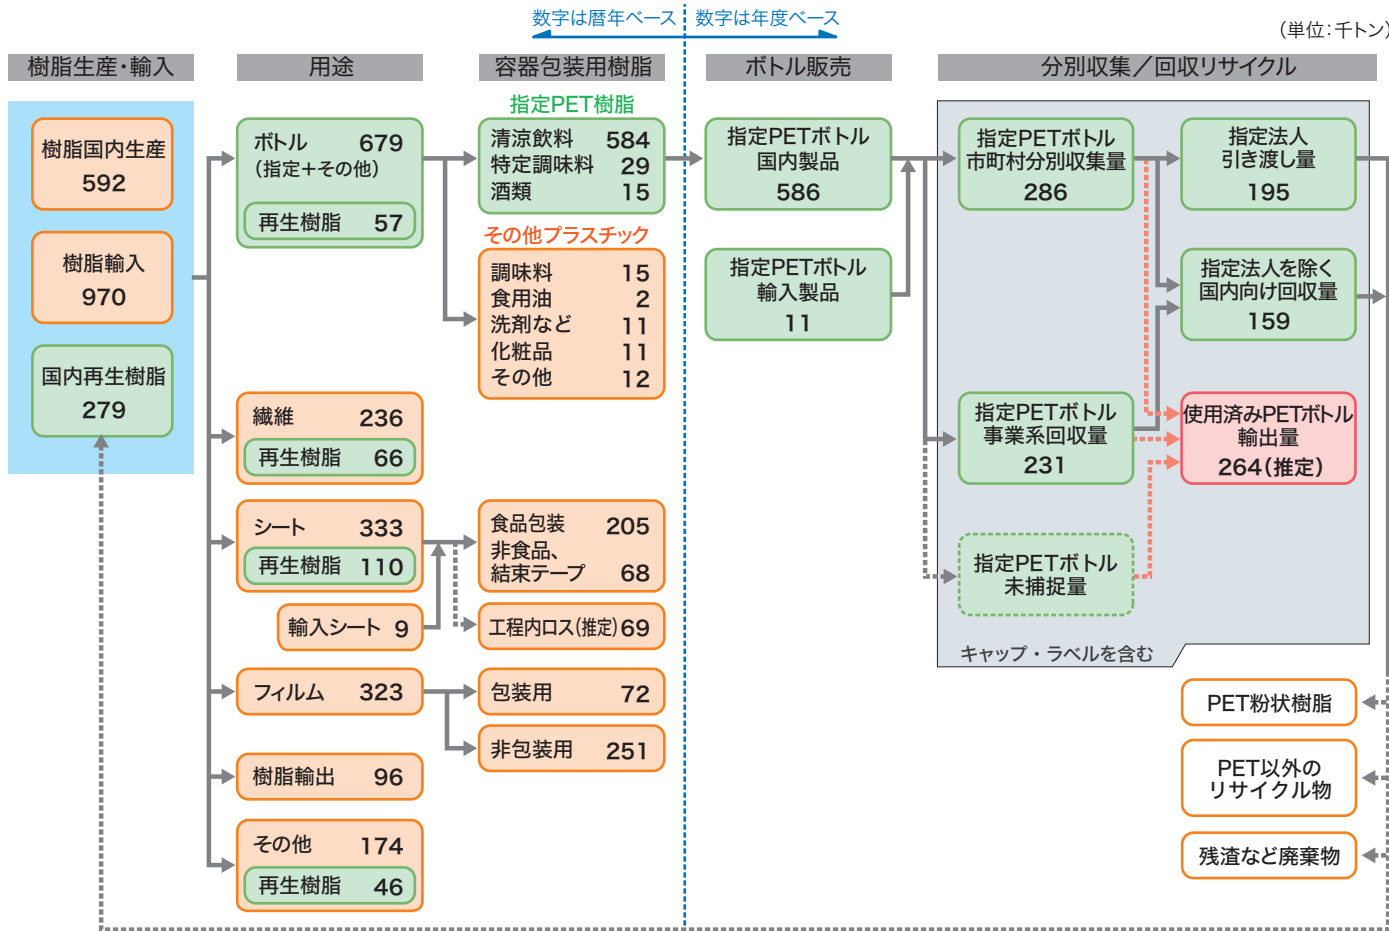 数字は暦年ベース
数字は年度ベース
(単位:千トン)
樹脂生産・輸入
用途
容器包装用樹脂
ボトル販売
分別収集／回収リサイクル
樹脂国内生産
592
樹脂輸入
970
国内再生樹脂
279
ボトル 679
(指定+その他)
再生樹脂 57
繊維 236
再生樹脂 66
シート 333
再生樹脂 110
輸入シート 9
フィルム 323
樹脂輸出 96
その他 174
再生樹脂 46
指定PET樹脂
清涼飲料 584
特定調味料 29
酒類 15
その他プラスチック
調味料 15
食用油 2
洗剤など 11
化粧品 11
その他 12
食品包装 205
非食品、
結束テープ 68
工程内ロス(推定) 69
包装用 72
非包装用 251
指定PETボトル
国内製品
586
指定PETボトル
輸入製品
11
指定PETボトル
市町村分別収集量
286
指定PETボトル
事業系回収量
231
指定PETボトル
未捕捉量
キャップ・ラベルを含む
指定法人
引き渡し量
195
指定法人を除く
国内向け回収量
159
使用済みPETボトル
輸出量
264(推定)
PET粉状樹脂
PET以外の
リサイクル物
残渣など廃棄物